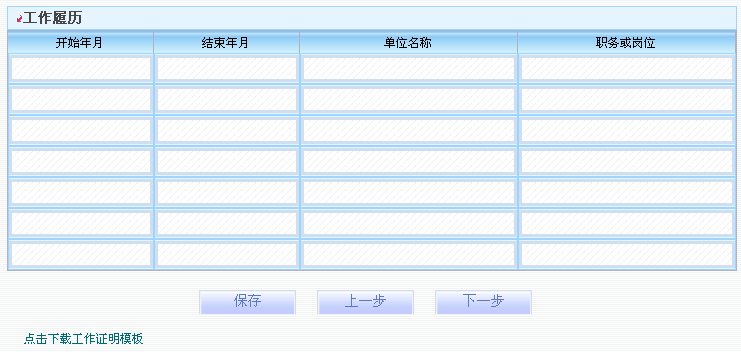 工作履历
开始年月 结束年月 单位名称 职务或岗位
保存 上一步 下一步
点击下载工作证明模板